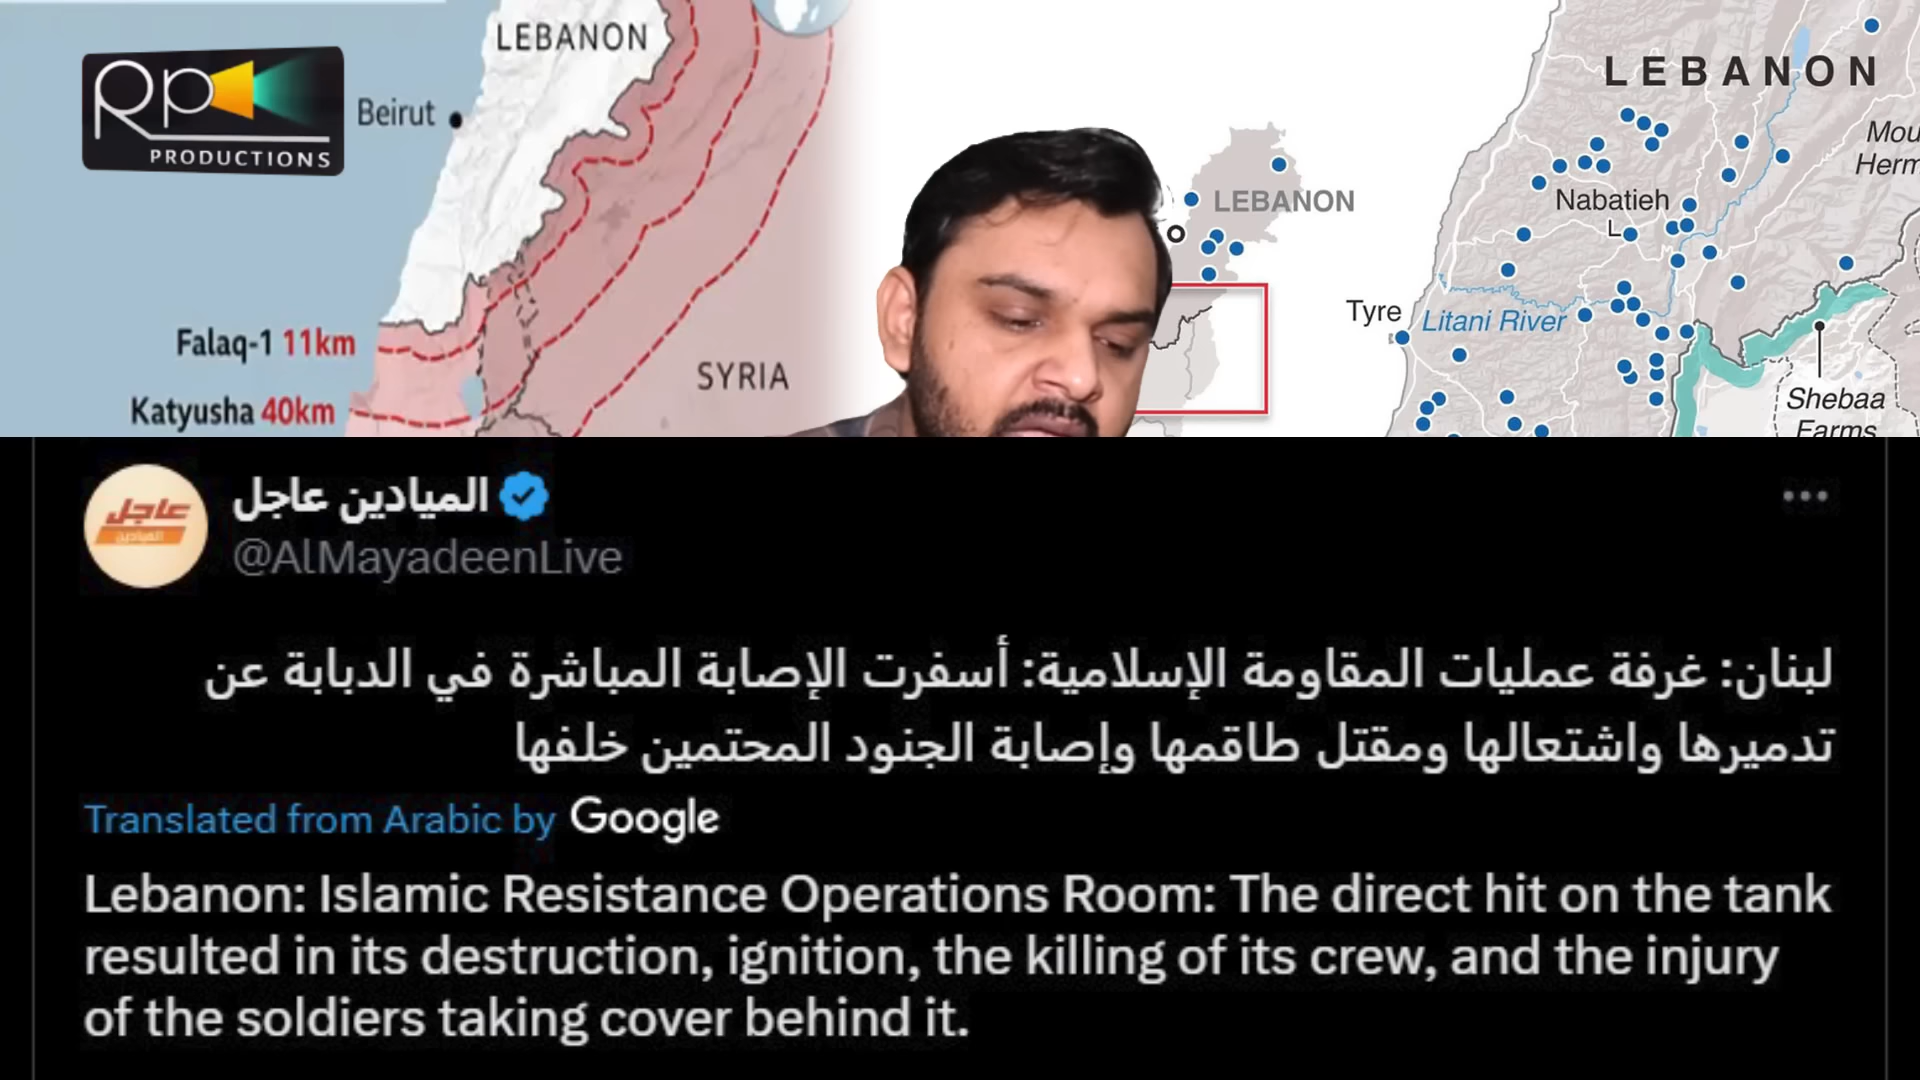 LEBANON
Rp
PRODUCTIONS
Beirut
Falaq-1 11km
Katyusha 40km
SYRIA
LEBANON
LEBANON
Nabatieh
Tyre
Litani River
Shebaa
Farms
عاجل
الميادين
الميادين عاجل
@AlMayadeenLive
لبنان: غرفة عمليات المقاومة الإسلامية: أسفرت الإصابة المباشرة في الدبابة عن
تدميرها واشتعالها ومقتل طاقمها وإصابة الجنود المحتمين خلفها
Translated from Arabic by Google
Lebanon: Islamic Resistance Operations Room: The direct hit on the tank
resulted in its destruction, ignition, the killing of its crew, and the injury
of the soldiers taking cover behind it.